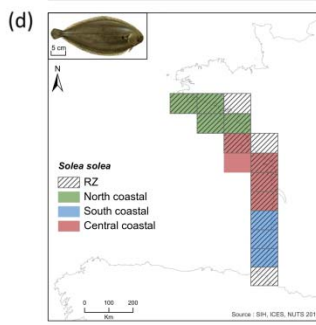 (d)
5 cm
N
Solea solea
RZ
North coastal
South coastal
Central coastal
0 100 200
Km
Source : SIH, ICES, NUTS 201